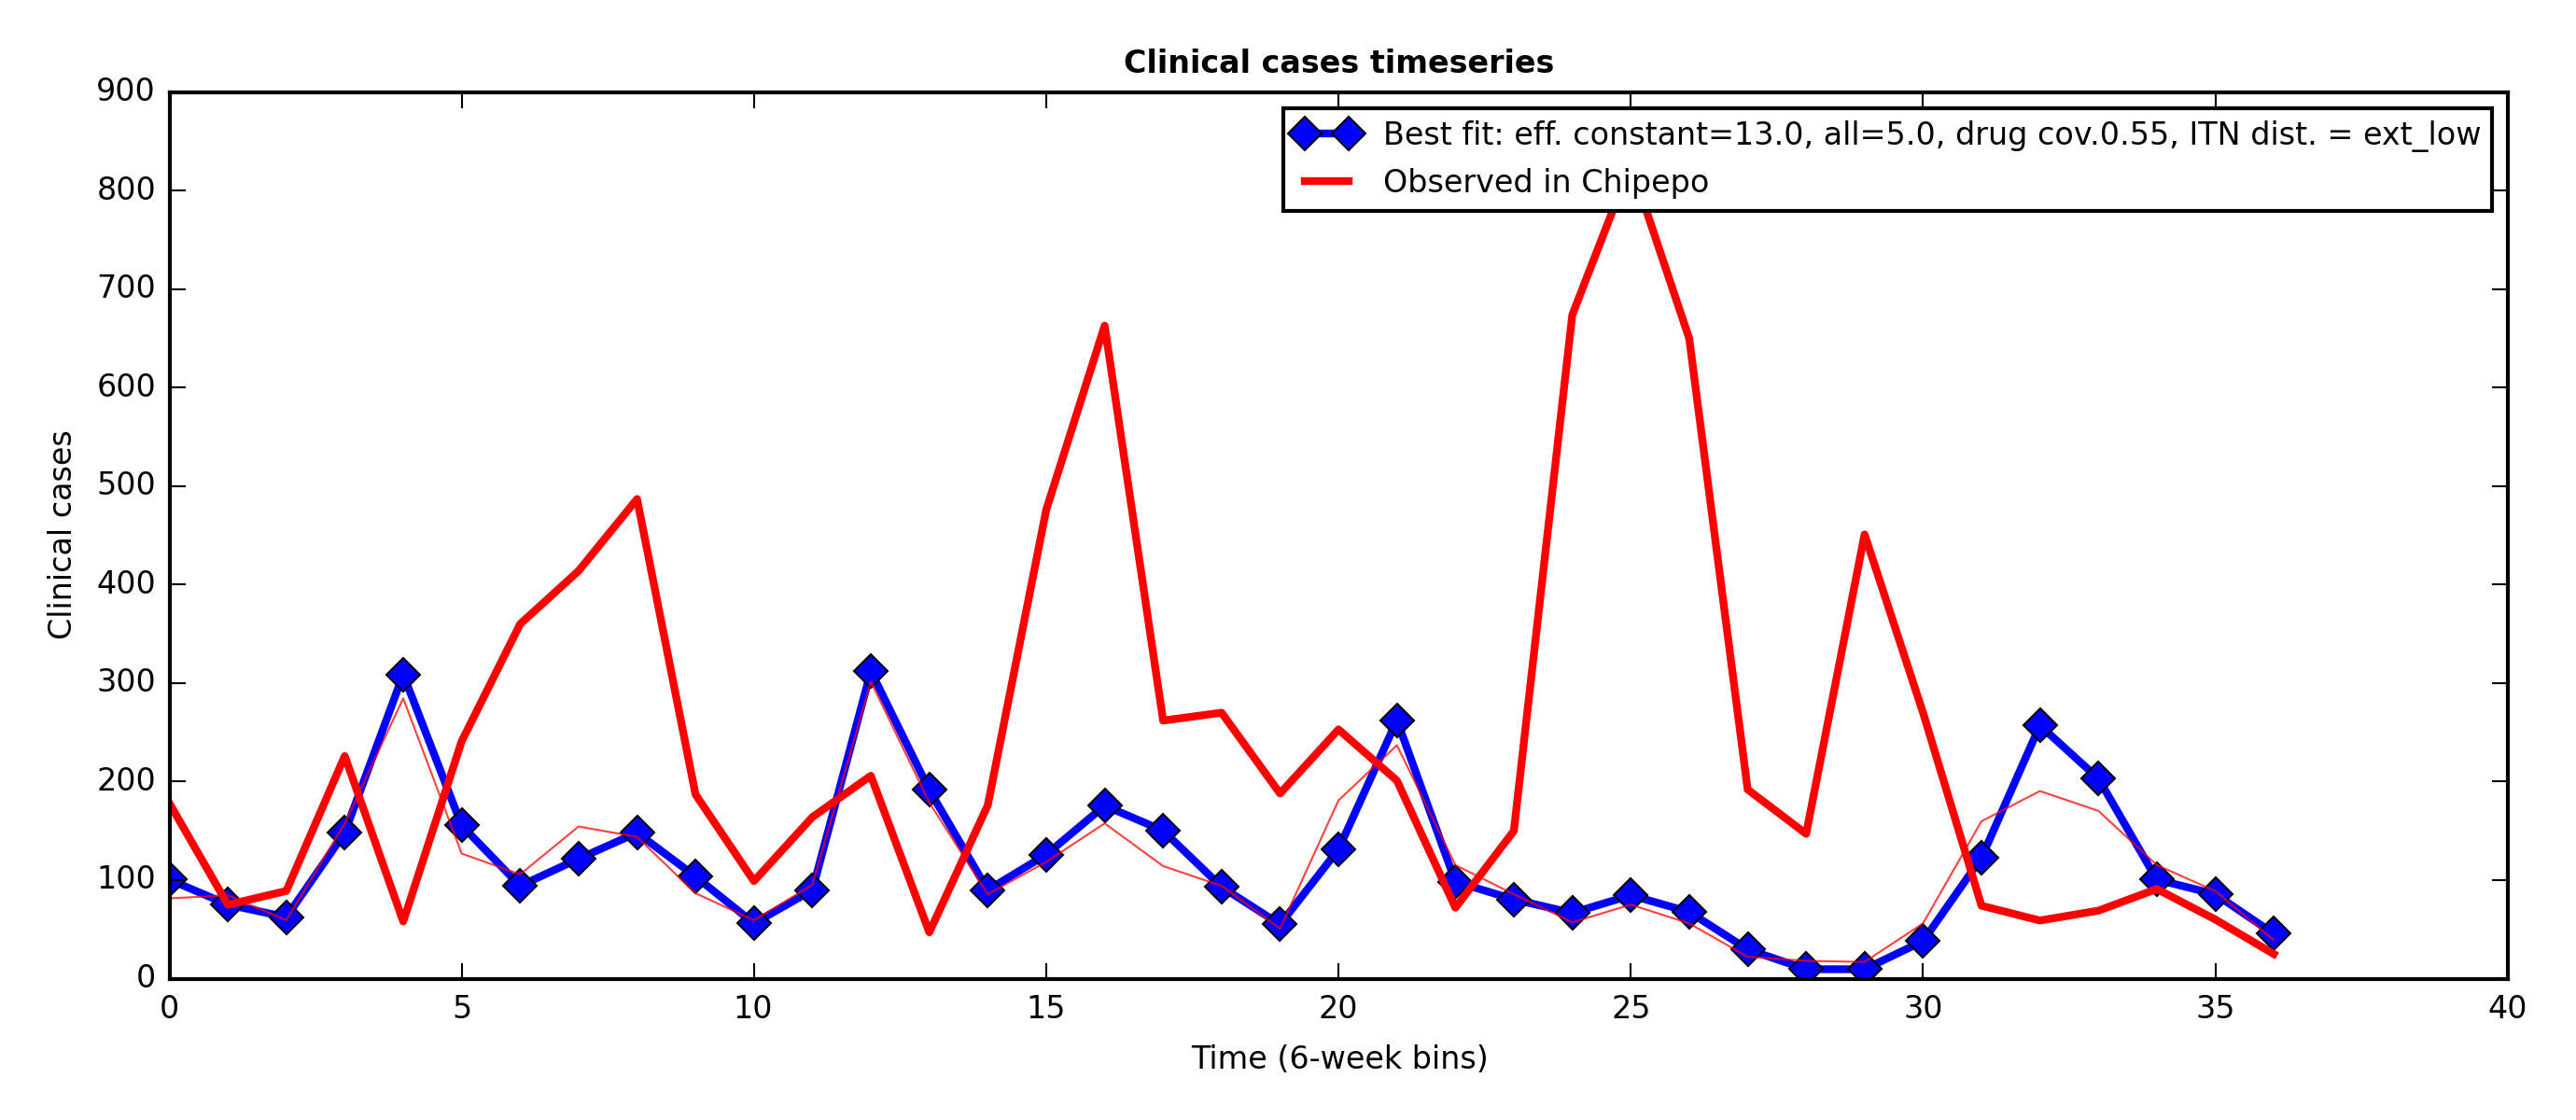 Clinical cases timeseries
900
800
700
600
500
400
300
200
100
0
Clinical cases
Best fit: eff. constant=13.0, all=5.0, drug cov.0.55, ITN dist. = ext_low
Observed in Chipepo
0 5 10 15 20 25 30 35 40
Time (6-week bins)